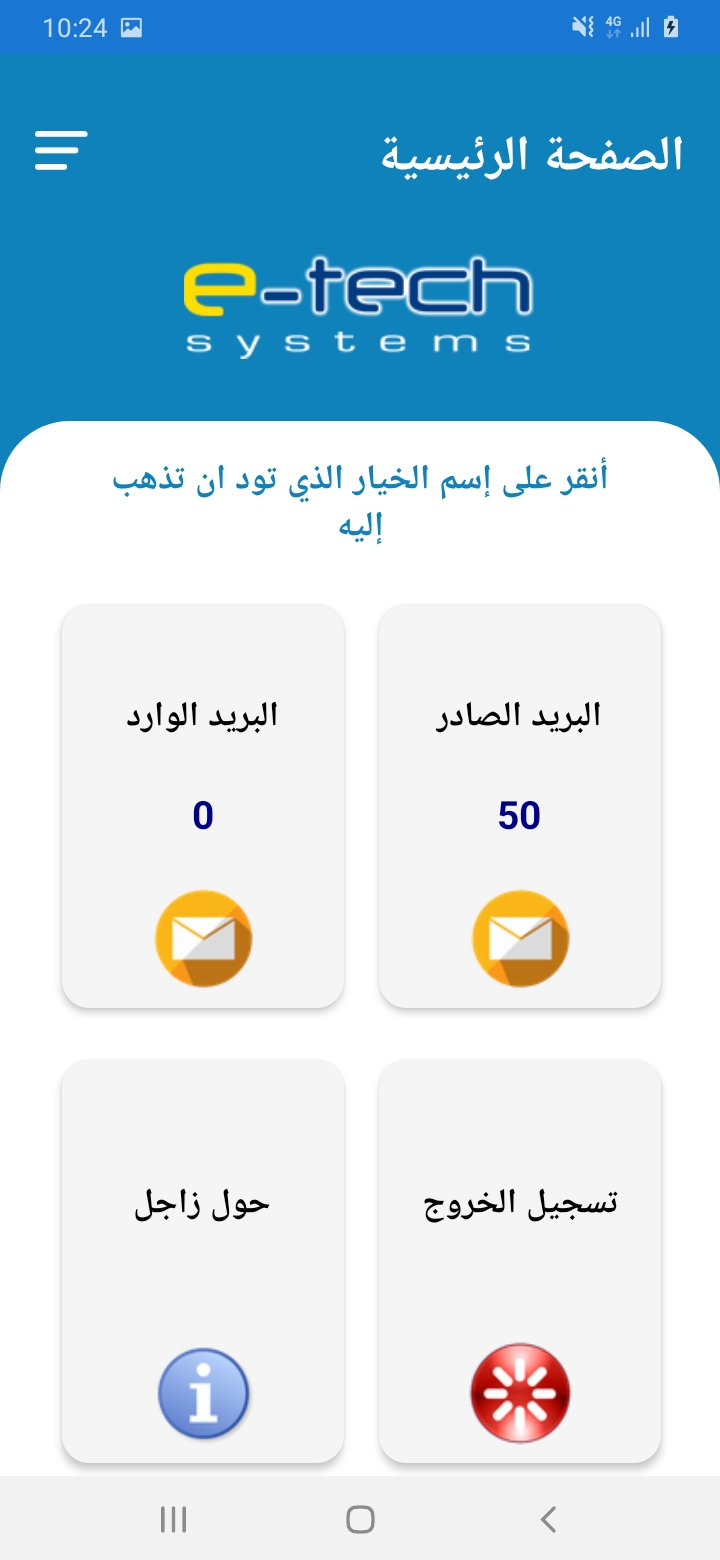 10:24
4G
الصفحة الرئيسية
e-tech
systems
أنقر على إسم الخيار الذي تود ان تذهب
إليه
البريد الصادر
50
البريد الوارد
0
تسجيل الخروج
حول زاجل